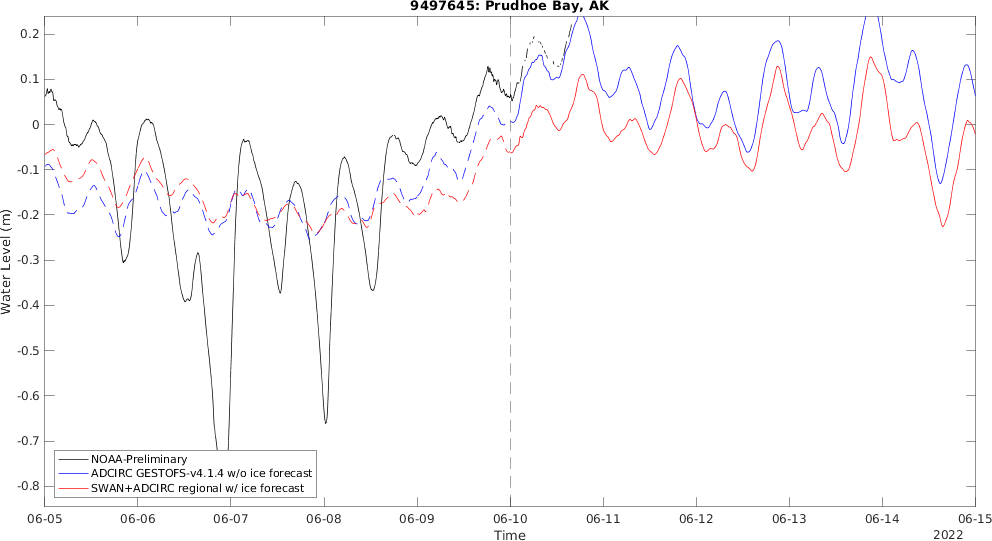 9497645: Prudhoe Bay, AK
Water Level (m)
0.2
0.1
0
-0.1
-0.2
-0.3
-0.4
-0.5
-0.6
-0.7
-0.8
NOAA-Preliminary
ADCIRC GESTOFS-v4.1.4 w/o ice forecast
SWAN+ADCIRC regional w/ ice forecast
06-05 06-06 06-07 06-08 06-09 06-10 06-11 06-12 06-13 06-14 06-15
Time
2022